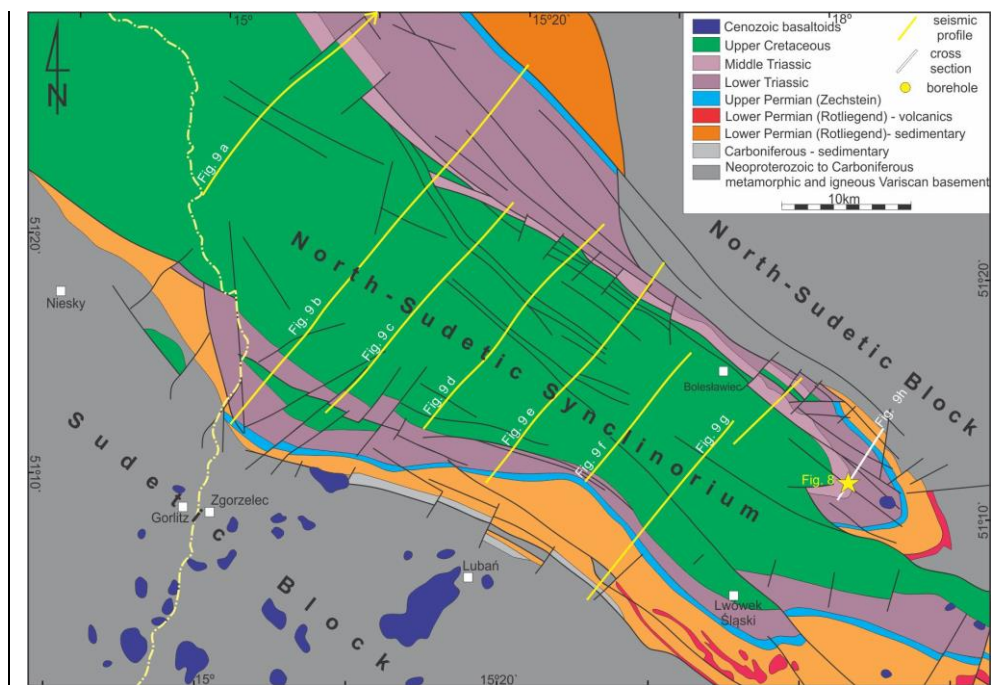 15°
15°20'
18°
Cenozoic basaltoids
Upper Cretaceous
Middle Triassic
Lower Triassic
Upper Permian (Zechstein)
Lower Permian (Rotliegend) - volcanics
Lower Permian (Rotliegend)- sedimentary
Carboniferous - sedimentary
Neoproterozoic to Carboniferous
metamorphic and igneous Variscan basement
10km
seismic
profile
cross
section
borehole
N
Fig. 9 a
51°20'
51°20'
Niesky
North-Sudetic Synclinorium
North-Sudetic Block
Fig. 9 b
Fig. 9 c
Fig. 9 d
Fig. 9 e
Fig. 9 f
Fig. 9 g
Fig. 9h
Fig. 8
Bolesławiec
51°10'
51°10'
Sudetic Block
Gorlitz
Zgorzelec
Lubań
Lwówek
Śląski
15°
15°20'